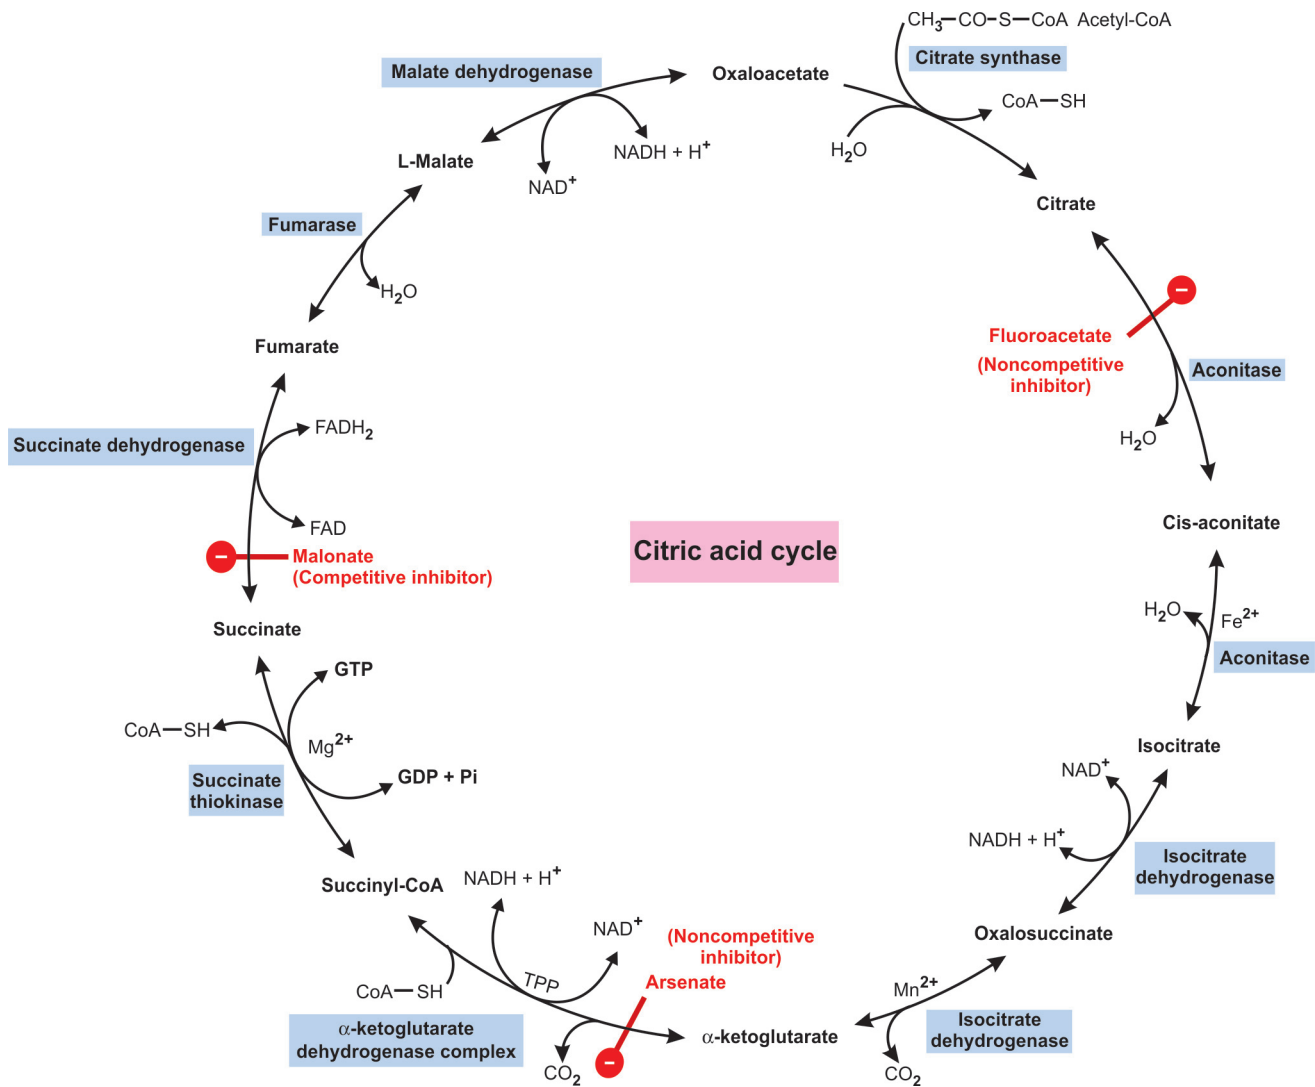 CH3—CO—S—CoA Acetyl-CoA
Citrate synthase
Malate dehydrogenase
Oxaloacetate
CoA—SH
H2O
NADH + H+
L-Malate
NAD+
Citrate
Fumarase
H2O
Fumarate
Fluoroacetate
(Noncompetitive
inhibitor)
Aconitase
H2O
FADH2
Succinate dehydrogenase
FAD
Malonate
(Competitive inhibitor)
Citric acid cycle
Cis-aconitate
H2O
Fe2+
Aconitase
Succinate
GTP
CoA—SH
Mg2+
GDP + Pi
Succinate
thiokinase
Isocitrate
NAD+
NADH + H+
Isocitrate
dehydrogenase
Succinyl-CoA
NADH + H+
NAD+
(Noncompetitive
inhibitor)
Arsenate
Oxalosuccinate
CoA—SH
TPP
Mn2+
α-ketoglutarate
dehydrogenase complex
α-ketoglutarate
Isocitrate
dehydrogenase
CO2
CO2